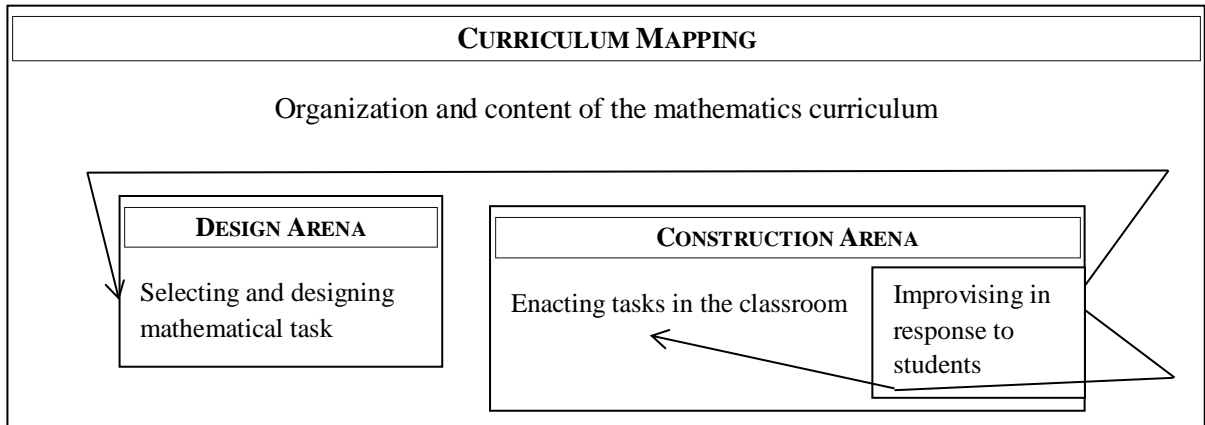 CURRICULUM MAPPING
Organization and content of the mathematics curriculum
DESIGN ARENA
Selecting and designing
mathematical task
CONSTRUCTION ARENA
Enacting tasks in the classroom
Improvising in
response to
students